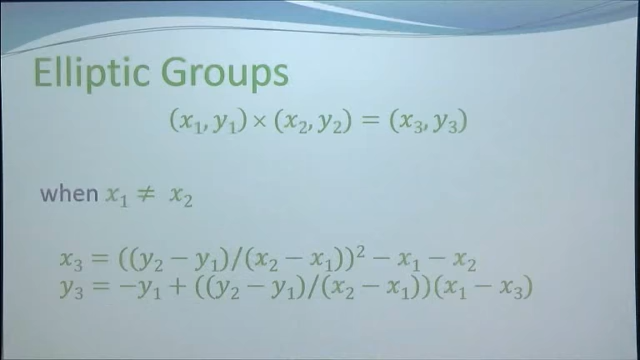 Elliptic Groups
(x₁, y₁) × (x₂, y₂) = (x₃, y₃)
when x₁ ≠ x₂
x₃ = ((y₂ − y₁)/(x₂ − x₁))² − x₁ − x₂
y₃ = −y₁ + ((y₂ − y₁)/(x₂ − x₁))(x₁ − x₃)